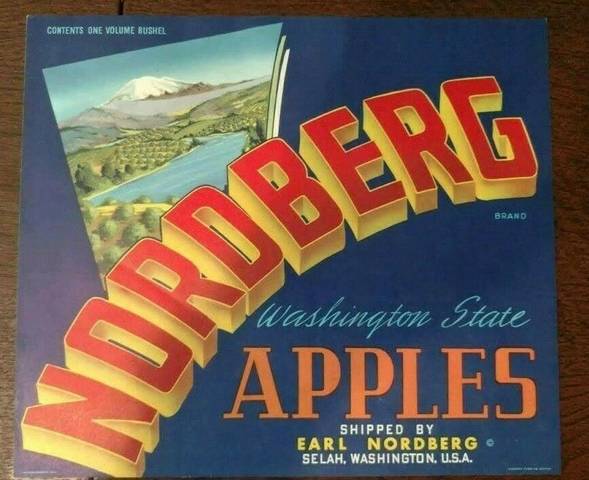 CONTENTS ONE VOLUME BUSHEL
NORDBERG
BRAND
Washington State
APPLES
SHIPPED BY
EARL NORDBERG ©
SELAH, WASHINGTON, U.S.A.